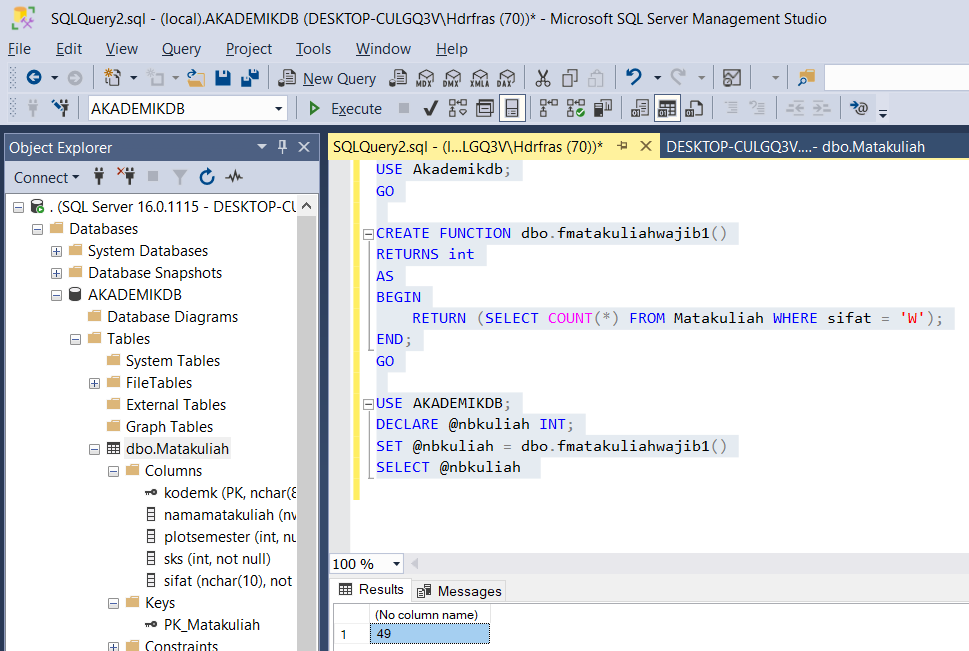 SQLQuery2.sql - (local).AKADEMIKDB (DESKTOP-CULGQ3V\Hdrfras (70))* - Microsoft SQL Server Management Studio
File Edit View Query Project Tools Window Help
New Query MDX DMX XMLA DAX
AKADEMIKDB Execute
Object Explorer
Connect
. (SQL Server 16.0.1115 - DESKTOP-CU
Databases
System Databases
Database Snapshots
AKADEMIKDB
Database Diagrams
Tables
System Tables
FileTables
External Tables
Graph Tables
dbo.Matakuliah
Columns
kodemk (PK, nchar(8
namamatakuliah (nv
plotsemester (int, nu
sks (int, not null)
sifat (nchar(10), not
Keys
PK_Matakuliah
Constraints
SQLQuery2.sql - (l...LGQ3V\Hdrfras (70))* DESKTOP-CULGQ3V....- dbo.Matakuliah
USE Akademikdb;
GO
CREATE FUNCTION dbo.fmatakuliahwajib1()
RETURNS int
AS
BEGIN
RETURN (SELECT COUNT(*) FROM Matakuliah WHERE sifat = 'W');
END;
GO
USE AKADEMIKDB;
DECLARE @nbkuliah INT;
SET @nbkuliah = dbo.fmatakuliahwajib1()
SELECT @nbkuliah
100 %
Results Messages
(No column name)
1 49